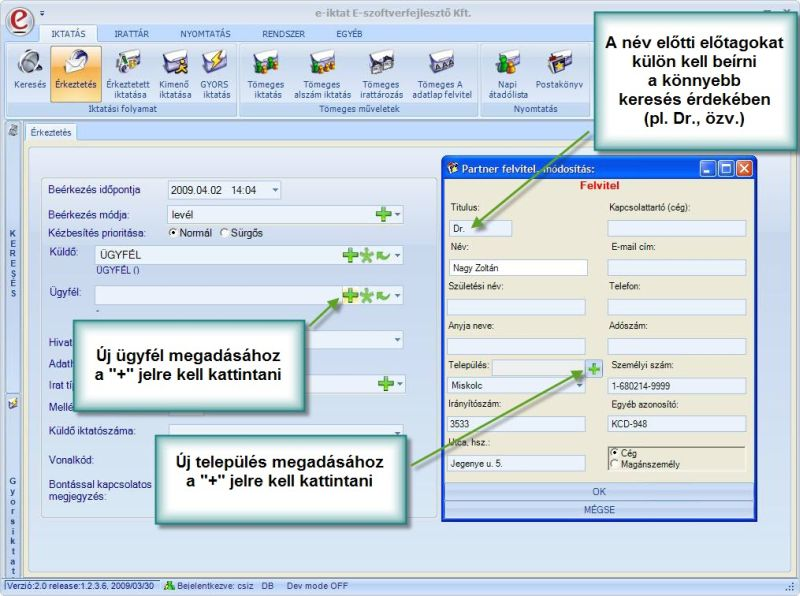 e-iktat E-szoftverfejlesztő Kft.
IKTATÁS IRATTÁR NYOMTATÁS RENDSZER EGYÉB
Keresés Érkeztetés Érkeztetett iktatása Kimenő iktatása GYORS iktatás Tömeges iktatás Tömeges alszám iktatás Tömeges irattározás Tömeges A adatlap felvitel Napi átadólista Postakönyv
Iktatási folyamat Tömeges műveletek Nyomtatás
A név előtti előtagokat
külön kell beírni
a könnyebb
keresés érdekében
(pl. Dr., özv.)
Érkeztetés
KERESÉS
Gyorsiktat
Beérkezés időpontja 2009.04.02 14:04
Beérkezés módja: levél
Kézbesítés prioritása: Normál Sürgős
Küldő: ÜGYFÉL
ÜGYFÉL ()
Ügyfél:
-
Hivat
Adath
Irat típ
Mellé
Küldő iktatószáma:
Vonalkód:
Bontással kapcsolatos
megjegyzés:
Új ügyfél megadásához
a "+" jelre kell kattintani
Új település megadásához
a "+" jelre kell kattintani
Partner felvitel, módosítás:
Felvitel
Titulus: Kapcsolattartó (cég):
Dr.
Név: E-mail cím:
Nagy Zoltán
Születési név: Telefon:
Anyja neve: Adószám:
Település: Személyi szám:
Miskolc 1-680214-9999
Irányítószám: Egyéb azonosító:
3533 KCD-948
Utca, hsz.: Cég
Jegenye u. 5. Magánszemély
OK
MÉGSE
Verzió:2.0 release:1.2.3.6, 2009/03/30 Bejelentkezve: csiz DB Dev mode OFF